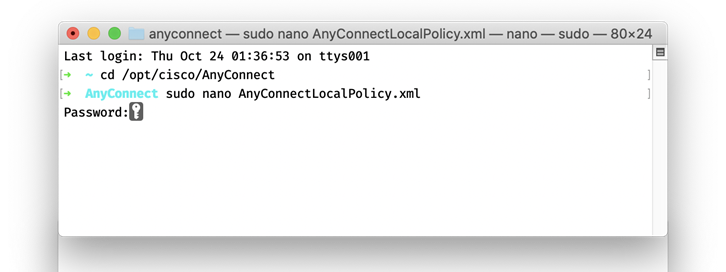 anyconnect — sudo nano AnyConnectLocalPolicy.xml — nano — sudo — 80×24
Last login: Thu Oct 24 01:36:53 on ttys001
[➜  ~ cd /opt/cisco/AnyConnect ]
[➜  AnyConnect sudo nano AnyConnectLocalPolicy.xml ]
Password: